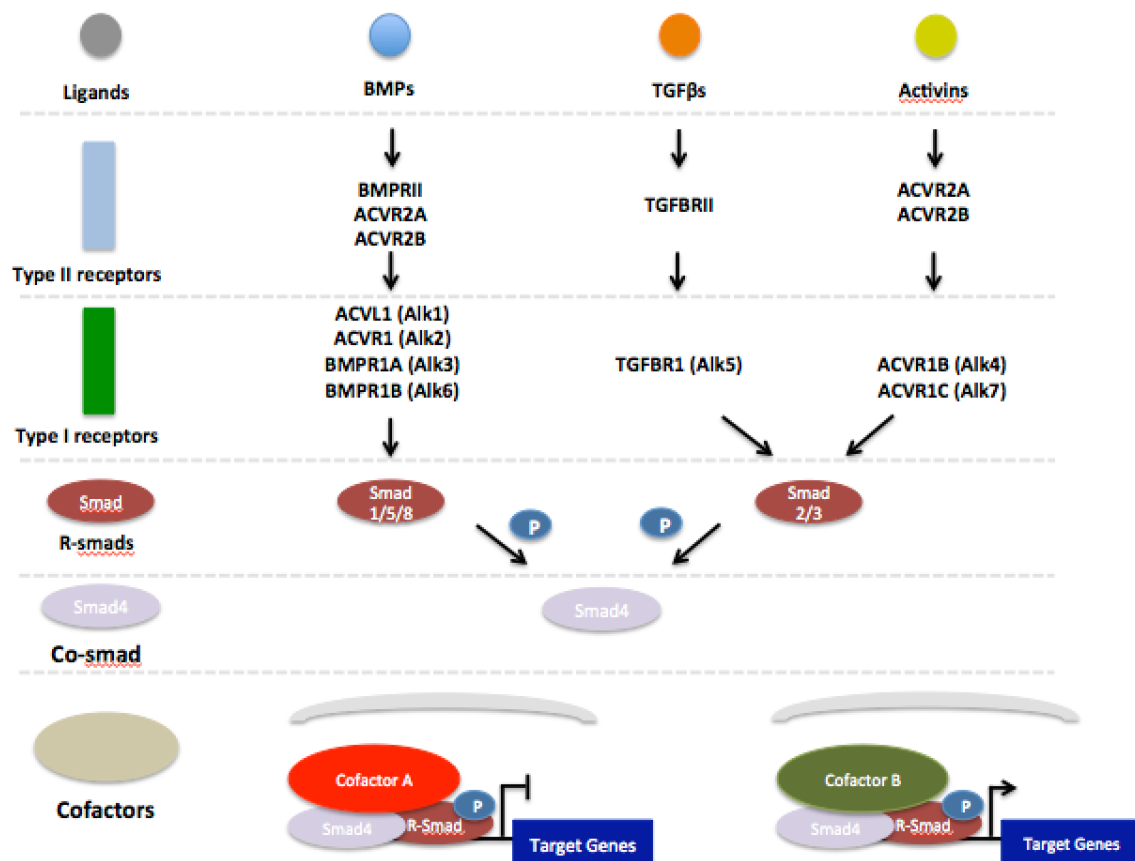 Ligands
BMPs
TGFβs
Activins
BMPRII
ACVR2A
ACVR2B
TGFBRII
ACVR2A
ACVR2B
Type II receptors
ACVL1 (Alk1)
ACVR1 (Alk2)
BMPR1A (Alk3)
BMPR1B (Alk6)
TGFBR1 (Alk5)
ACVR1B (Alk4)
ACVR1C (Alk7)
Type I receptors
Smad
R-smads
Smad
1/5/8
P
P
Smad
2/3
Smad4
Co-smad
Smad4
Cofactors
Cofactor A
P
Smad4
R-Smad
Target Genes
Cofactor B
P
Smad4
R-Smad
Target Genes